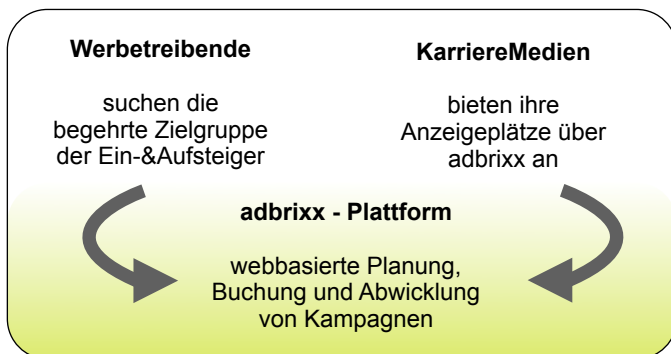 Werbetreibende
suchen die
begehrte Zielgruppe
der Ein-&Aufsteiger
KarriereMedien
bieten ihre
Anzeigeplätze über
adbrixx an
adbrixx - Plattform
webbasierte Planung,
Buchung und Abwicklung
von Kampagnen